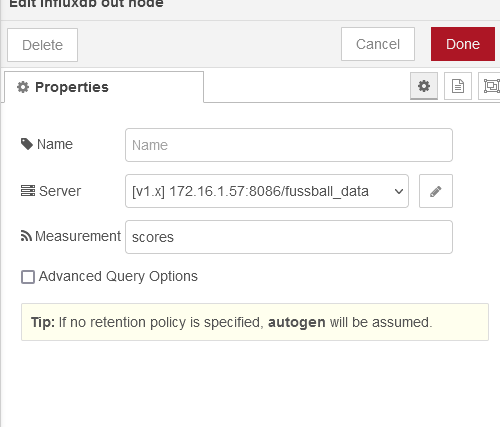 Edit influxdb out node
Delete
Cancel
Done
Properties
Name
Name
Server
[v1.x] 172.16.1.57:8086/fussball_data
Measurement
scores
Advanced Query Options
Tip: If no retention policy is specified, autogen will be assumed.